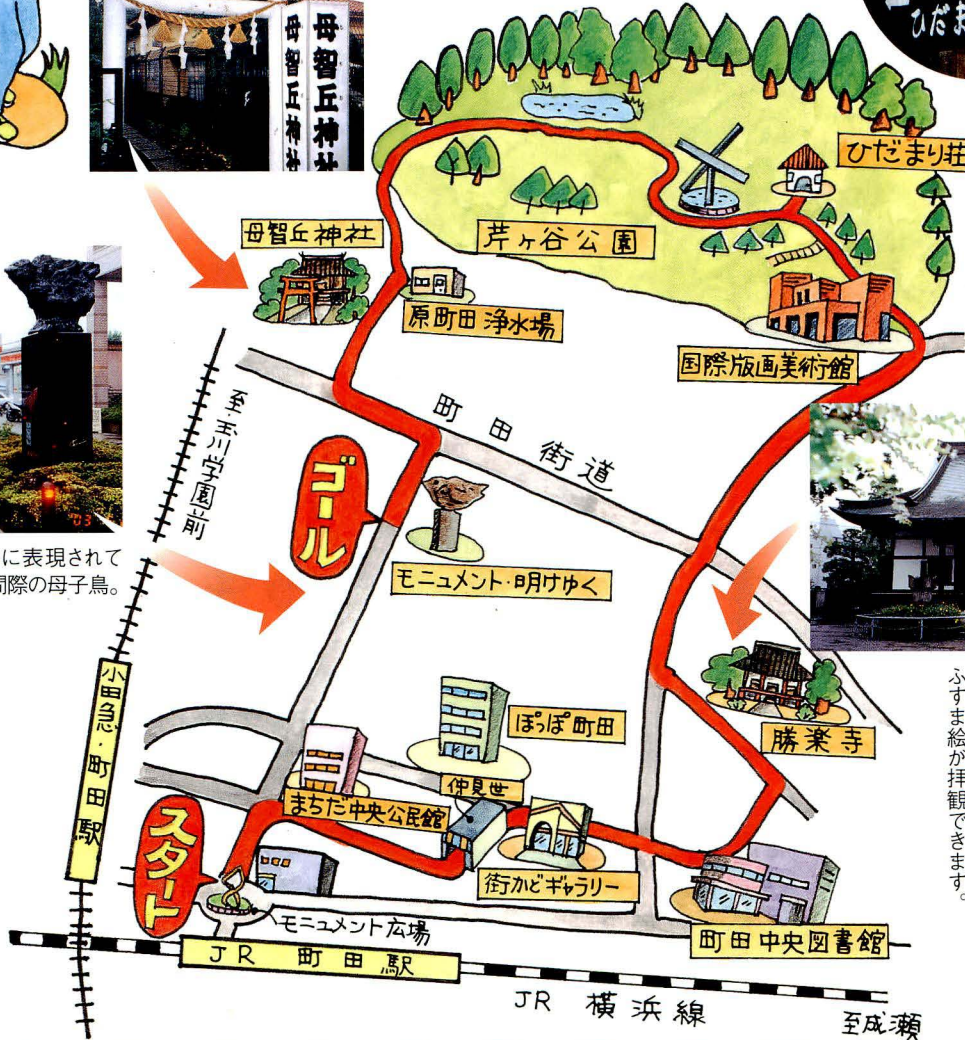 母智丘神社
母智丘神社
ひだま
ひだまり荘
母智丘神社
芹ヶ谷公園
原町田浄水場
国際版画美術館
町田街道
至・玉川学園前
ゴール
に表現されて
間際の母子鳥。
モニュメント・明けゆく
小田急・町田駅
ぽっぽ町田
勝楽寺
ふすま絵が拝観できます。
仲見世
まちだ中央公民館
スタート
街かどギャラリー
モニュメント広場
町田中央図書館
JR 町田駅
JR 横浜線
至成瀬
'03